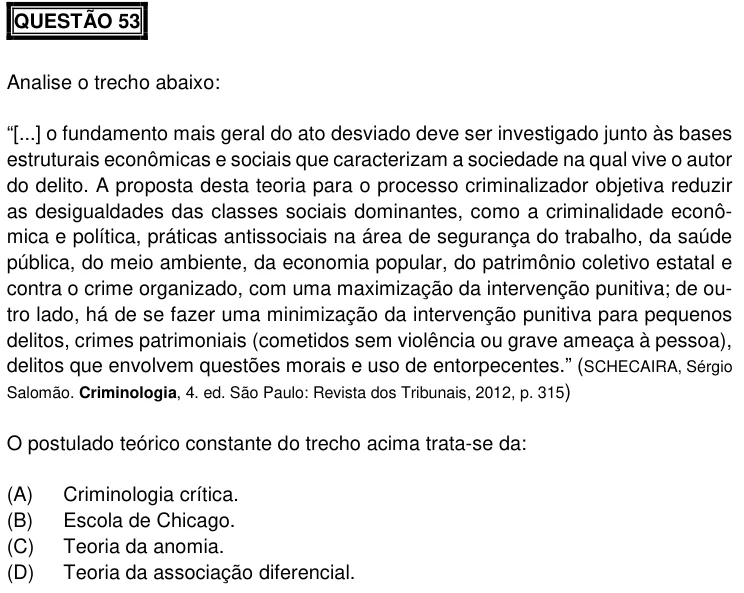 QUESTÃO 53
Analise o trecho abaixo:
“[...] o fundamento mais geral do ato desviado deve ser investigado junto às bases
estruturais econômicas e sociais que caracterizam a sociedade na qual vive o autor
do delito. A proposta desta teoria para o processo criminalizador objetiva reduzir
as desigualdades das classes sociais dominantes, como a criminalidade econô-
mica e política, práticas antissociais na área de segurança do trabalho, da saúde
pública, do meio ambiente, da economia popular, do patrimônio coletivo estatal e
contra o crime organizado, com uma maximização da intervenção punitiva; de ou-
tro lado, há de se fazer uma minimização da intervenção punitiva para pequenos
delitos, crimes patrimoniais (cometidos sem violência ou grave ameaça à pessoa),
delitos que envolvem questões morais e uso de entorpecentes.” (SCHECAIRA, Sérgio
Salomão. Criminologia, 4. ed. São Paulo: Revista dos Tribunais, 2012, p. 315)
O postulado teórico constante do trecho acima trata-se da:
(A) Criminologia crítica.
(B) Escola de Chicago.
(C) Teoria da anomia.
(D) Teoria da associação diferencial.